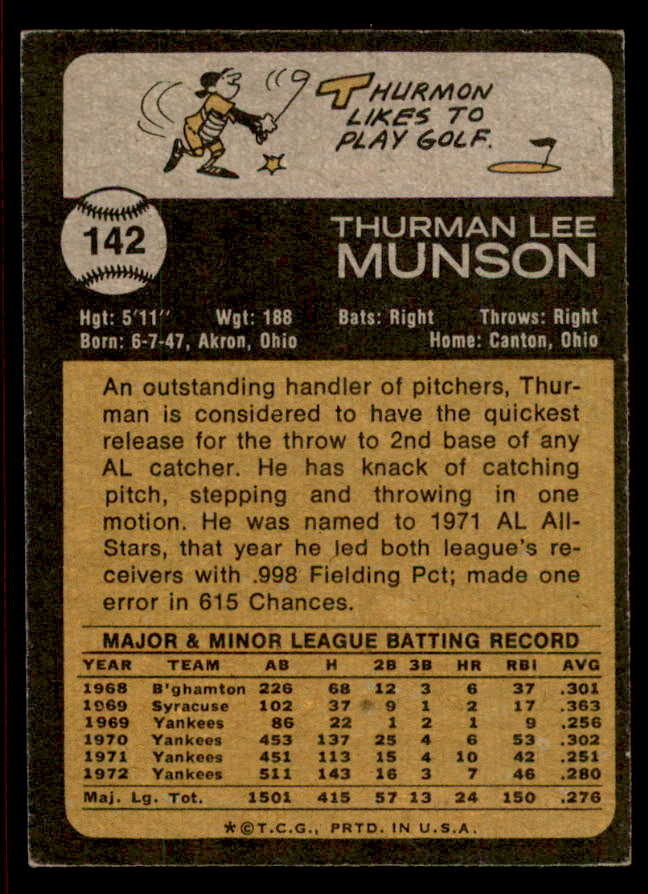 THURMON
LIKES TO
PLAY GOLF.
142
THURMAN LEE
MUNSON
Hgt: 5'11" Wgt: 188 Bats: Right Throws: Right
Born: 6-7-47, Akron, Ohio Home: Canton, Ohio
An outstanding handler of pitchers, Thur-
man is considered to have the quickest
release for the throw to 2nd base of any
AL catcher. He has knack of catching
pitch, stepping and throwing in one
motion. He was named to 1971 AL All-
Stars, that year he led both league's re-
ceivers with .998 Fielding Pct; made one
error in 615 Chances.
MAJOR & MINOR LEAGUE BATTING RECORD
YEAR TEAM AB H 2B 3B HR RBI AVG
1968 B'ghamton 226 68 12 3 6 37 .301
1969 Syracuse 102 37 9 1 2 17 .363
1969 Yankees 86 22 1 2 1 9 .256
1970 Yankees 453 137 25 4 6 53 .302
1971 Yankees 451 113 15 4 10 42 .251
1972 Yankees 511 143 16 3 7 46 .280
Maj. Lg. Tot. 1501 415 57 13 24 150 .276
*©T.C.G., PRTD. IN U.S.A.